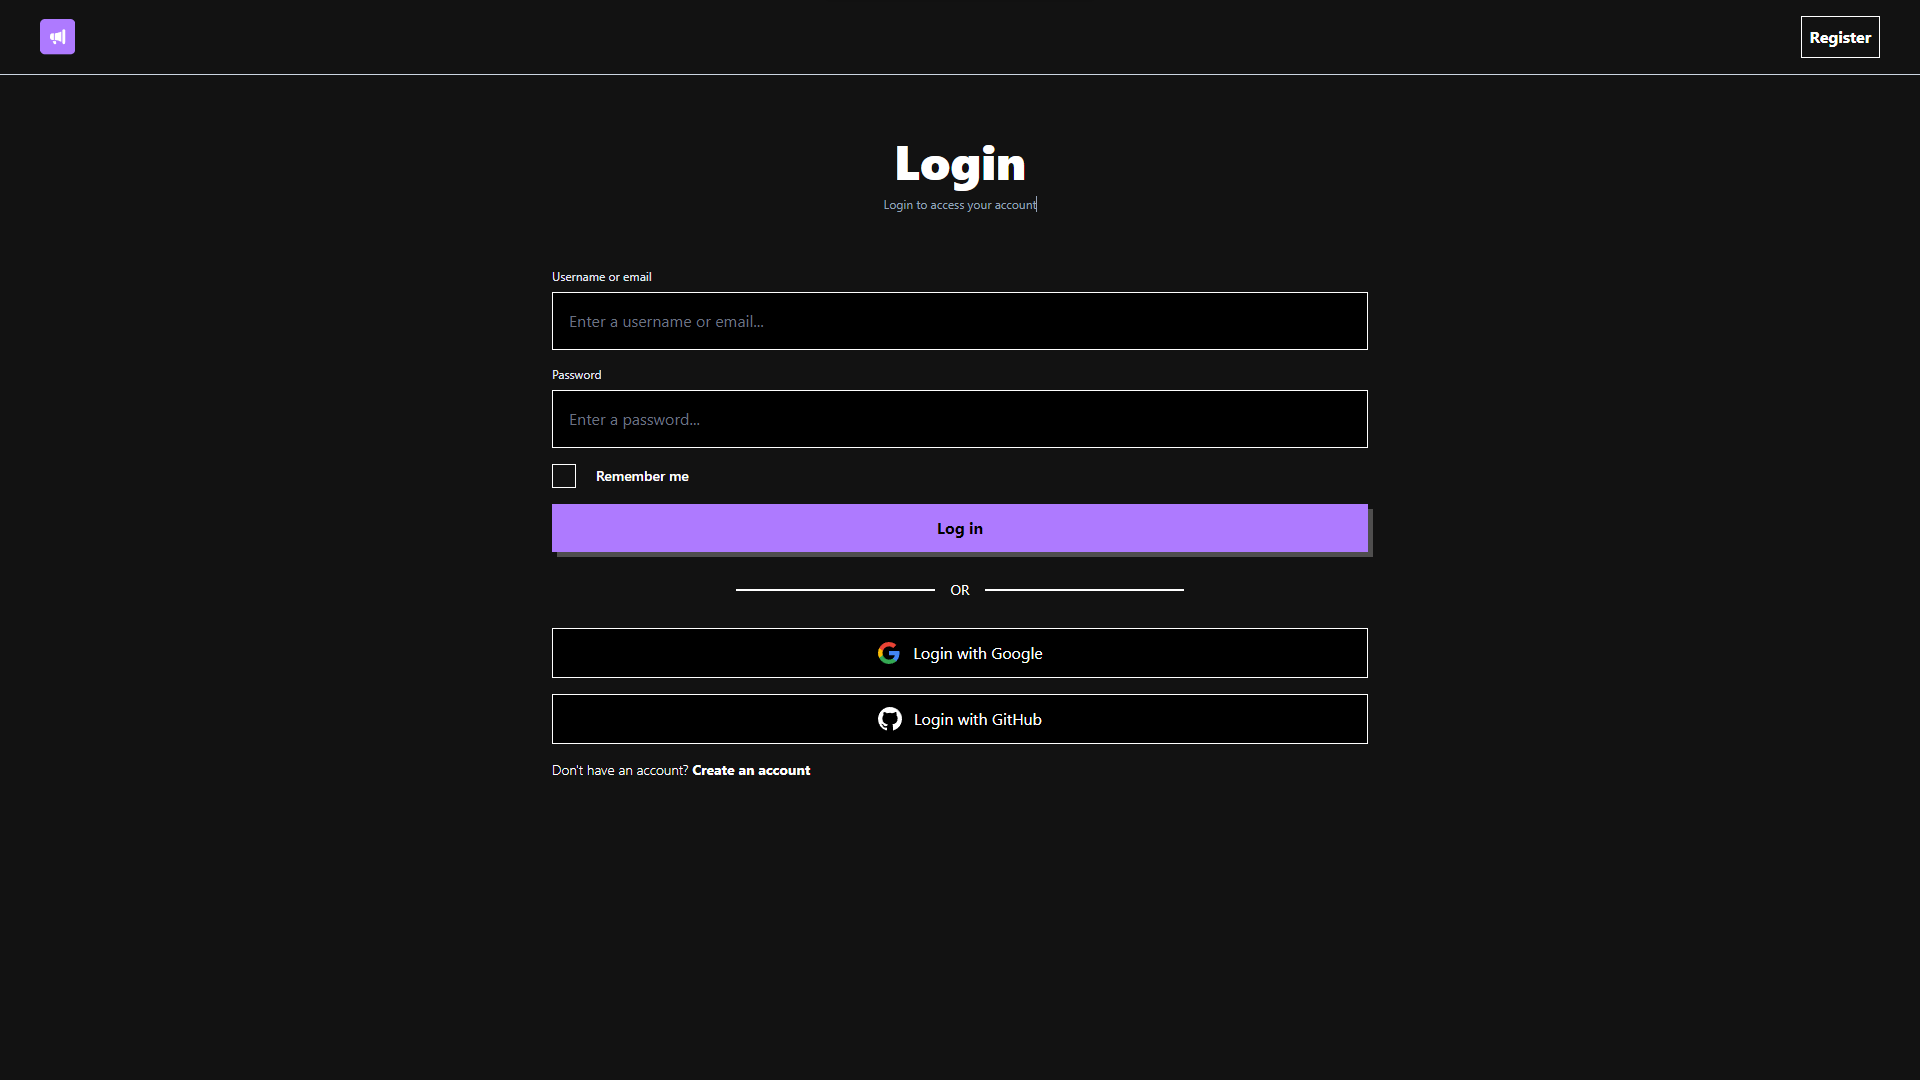 Register
Login
Login to access your account
Username or email
Enter a username or email...
Password
Enter a password...
Remember me
Log in
OR
Login with Google
Login with GitHub
Don't have an account? Create an account